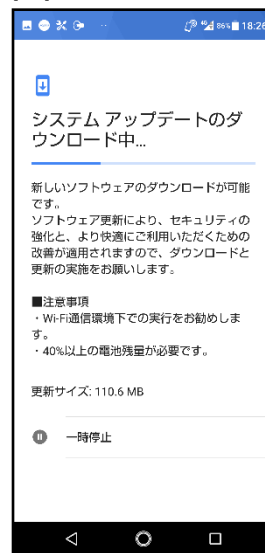 86% 18:26
システム アップデートのダ
ウンロード中...
新しいソフトウェアのダウンロードが可能
です。
ソフトウェア更新により、セキュリティの
強化と、より快適にご利用いただくための
改善が適用されますので、ダウンロードと
更新の実施をお願いします。
■注意事項
・Wi-Fi通信環境下での実行をお勧めしま
す。
・40%以上の電池残量が必要です。
更新サイズ: 110.6 MB
一時停止